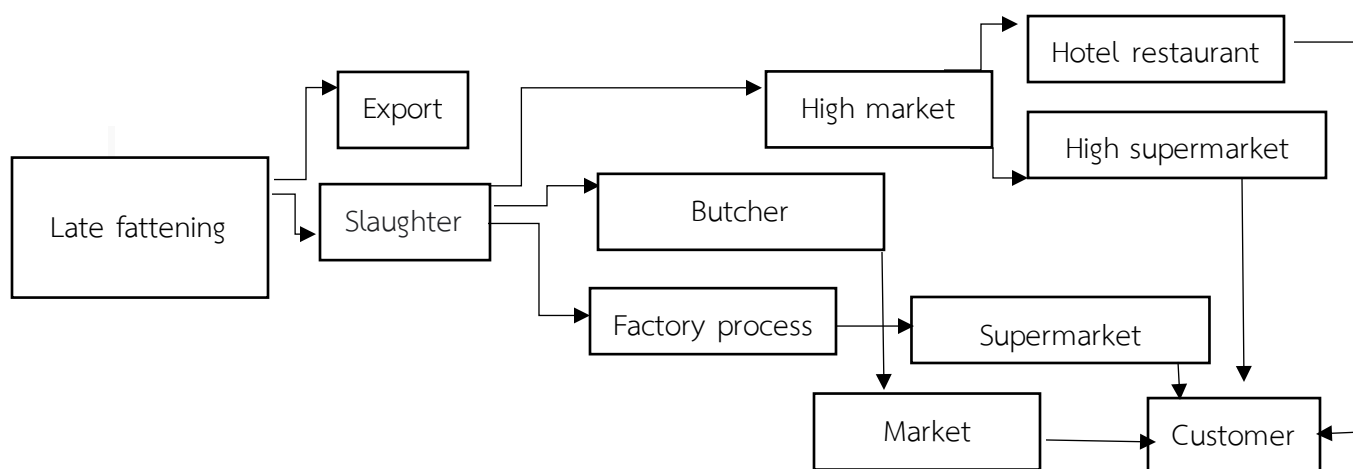 Hotel restaurant
Export
High market
High supermarket
Late fattening
Slaughter
Butcher
Factory process
Supermarket
Market
Customer